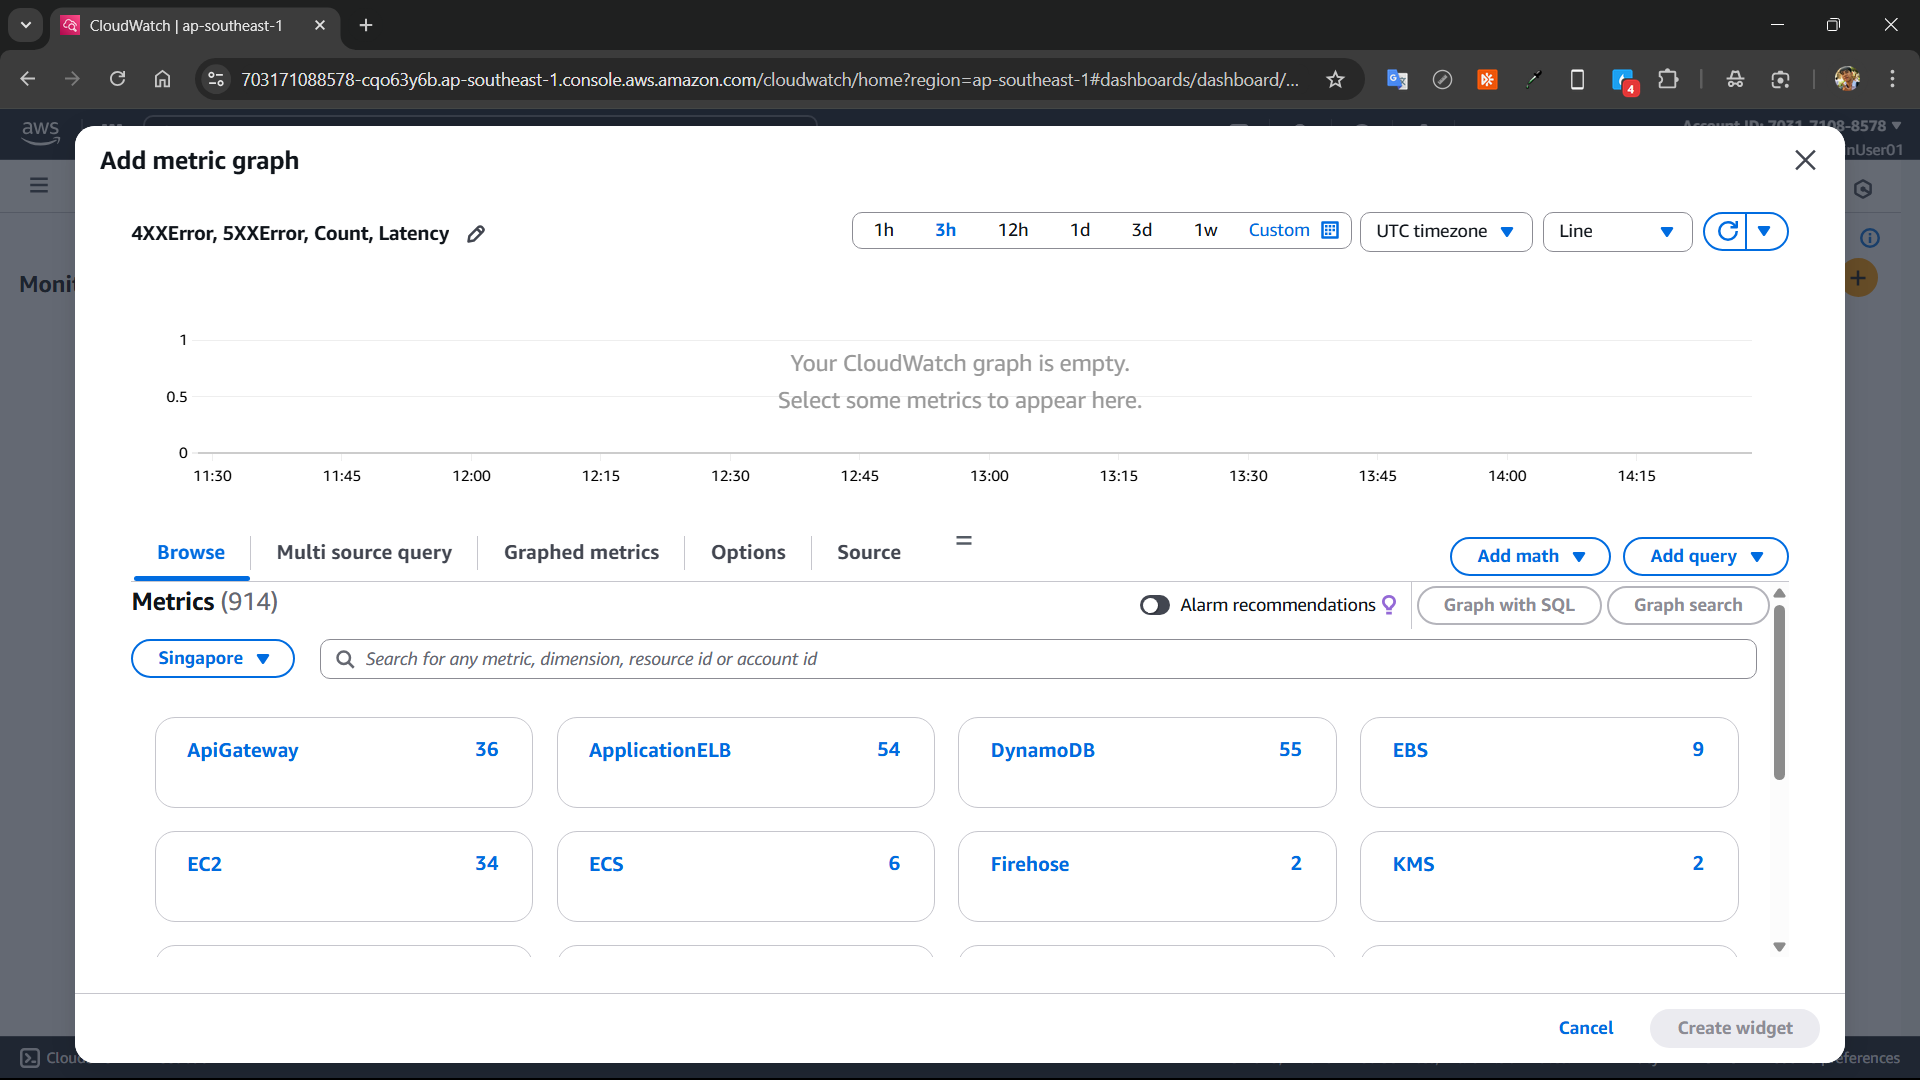 CloudWatch | ap-southeast-1
703171088578-cqo63y6b.ap-southeast-1.console.aws.amazon.com/cloudwatch/home?region=ap-southeast-1#dashboards/dashboard/...
4
aws
Account ID: 7031-7108-8578
nUser01
Add metric graph
4XXError, 5XXError, Count, Latency
1h 3h 12h 1d 3d 1w Custom
UTC timezone
Line
Monit
1
Your CloudWatch graph is empty.
0.5
Select some metrics to appear here.
0
11:30 11:45 12:00 12:15 12:30 12:45 13:00 13:15 13:30 13:45 14:00 14:15
Browse Multi source query Graphed metrics Options Source
Add math Add query
Metrics (914)
Alarm recommendations
Graph with SQL Graph search
Singapore
Search for any metric, dimension, resource id or account id
ApiGateway 36 ApplicationELB 54 DynamoDB 55 EBS 9
EC2 34 ECS 6 Firehose 2 KMS 2
Cancel Create widget
Clou
eferences